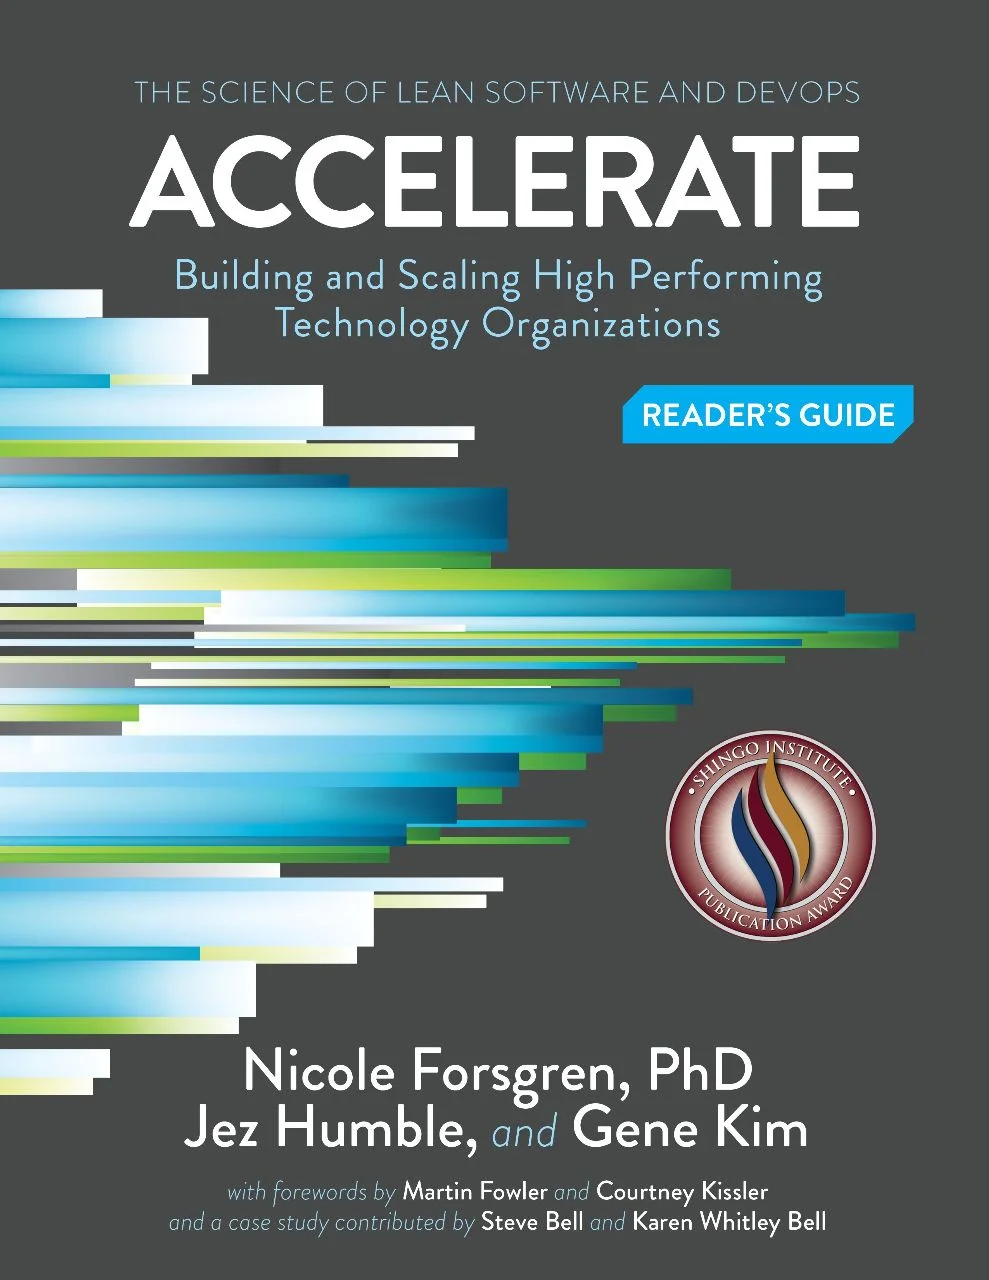 THE SCIENCE OF LEAN SOFTWARE AND DEVOPS
ACCELERATE
Building and Scaling High Performing
Technology Organizations
READER'S GUIDE
SHINGO INSTITUTE
PUBLICATION AWARD
Nicole Forsgren, PhD
Jez Humble, and Gene Kim
with forewords by Martin Fowler and Courtney Kissler
and a case study contributed by Steve Bell and Karen Whitley Bell